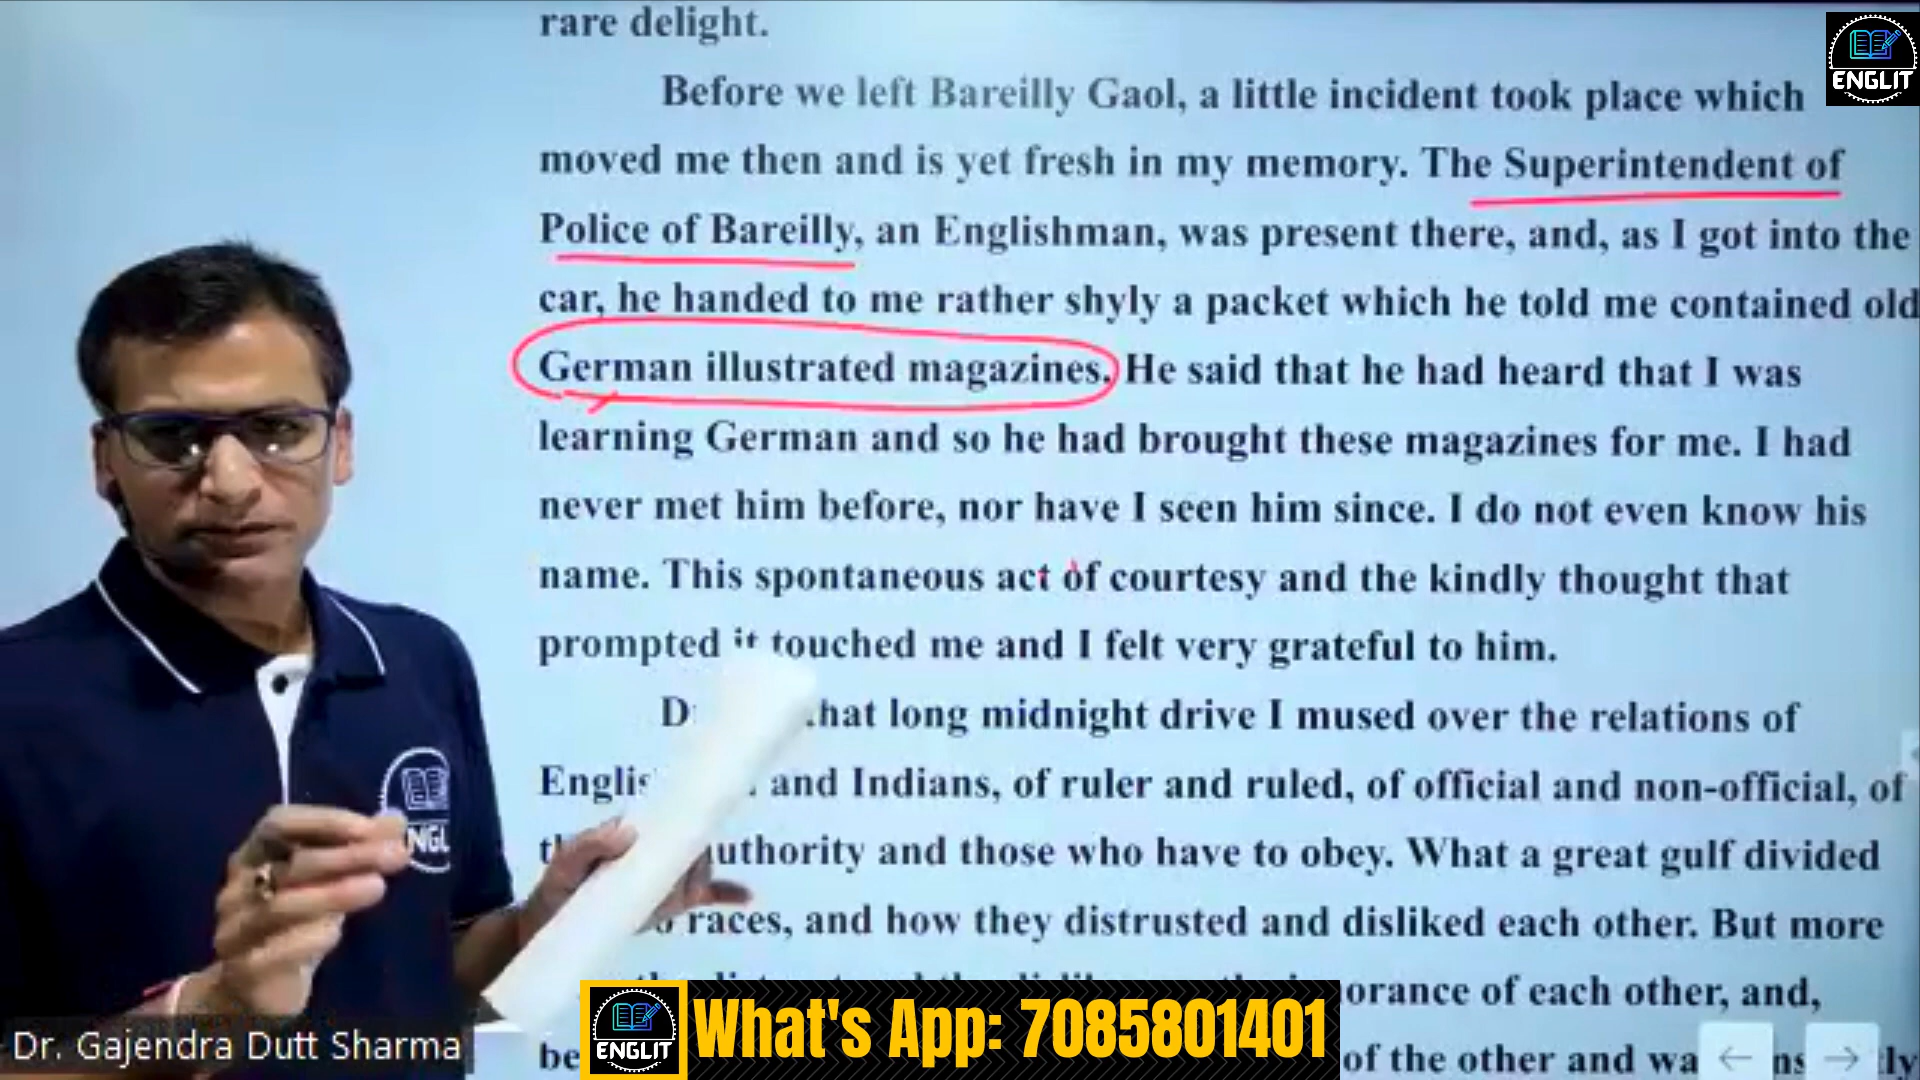 rare delight.
Before we left Bareilly Gaol, a little incident took place which
moved me then and is yet fresh in my memory. The Superintendent of
Police of Bareilly, an Englishman, was present there, and, as I got into the
car, he handed to me rather shyly a packet which he told me contained old
German illustrated magazines. He said that he had heard that I was
learning German and so he had brought these magazines for me. I had
never met him before, nor have I seen him since. I do not even know his
name. This spontaneous act of courtesy and the kindly thought that
prompted it touched me and I felt very grateful to him.
that long midnight drive I mused over the relations of
and Indians, of ruler and ruled, of official and non-official, of
authority and those who have to obey. What a great gulf divided
races, and how they distrusted and disliked each other. But more
of each other, and,
of the other and
ENGLIT
Dr. Gajendra Dutt Sharma
ENGLIT
What's App: 7085801401